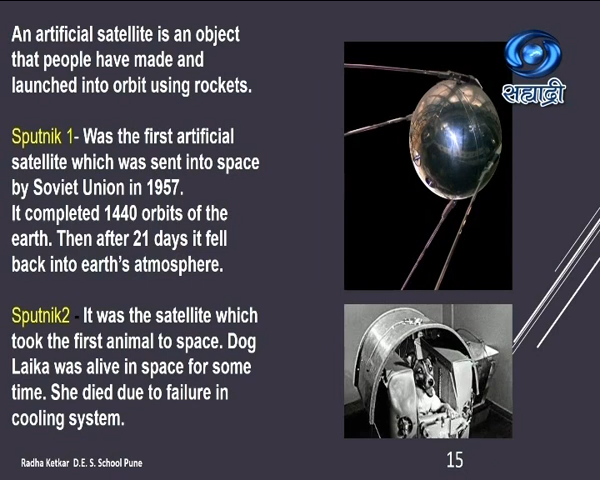 An artificial satellite is an object
that people have made and
launched into orbit using rockets.
Sputnik 1- Was the first artificial
satellite which was sent into space
by Soviet Union in 1957.
It completed 1440 orbits of the
earth. Then after 21 days it fell
back into earth's atmosphere.
Sputnik2 - It was the satellite which
took the first animal to space. Dog
Laika was alive in space for some
time. She died due to failure in
cooling system.
सह्याद्री
Radha Ketkar D.E. S. School Pune
15